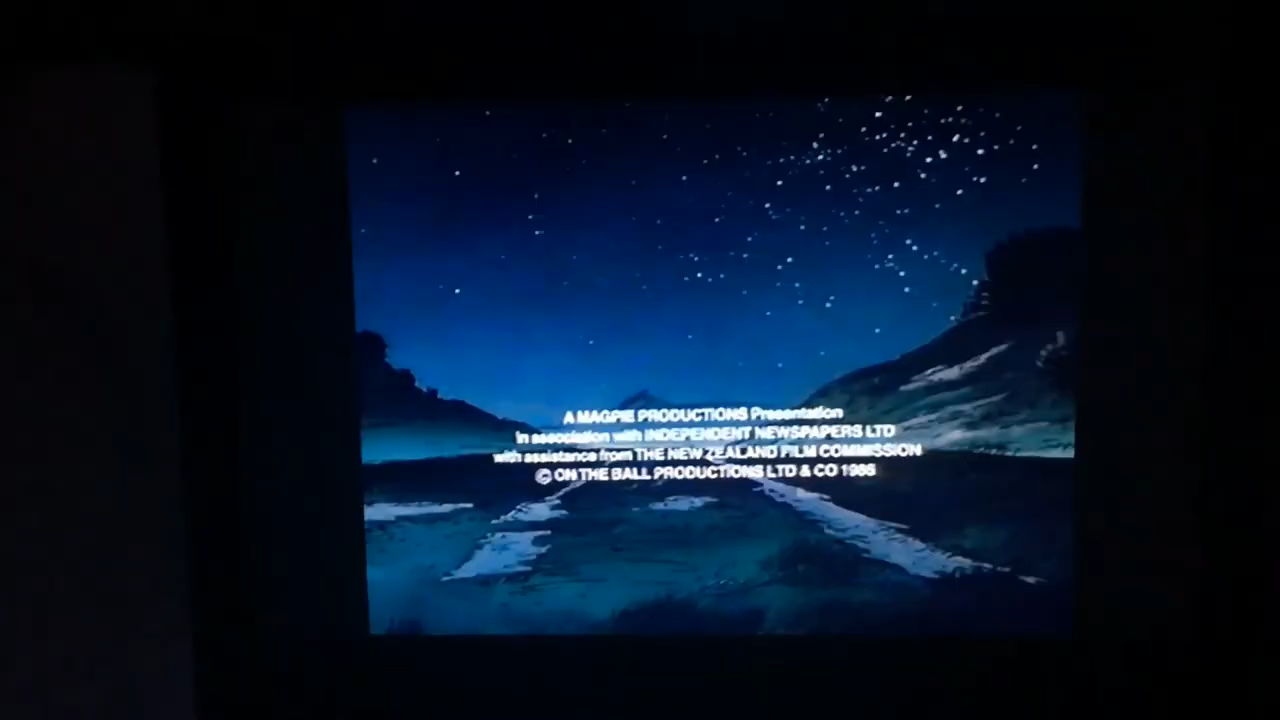 A MAGPIE PRODUCTIONS Presentation
In association with INDEPENDENT NEWSPAPERS LTD
with assistance from THE NEW ZEALAND FILM COMMISSION
© ON THE BALL PRODUCTIONS LTD & CO 1986